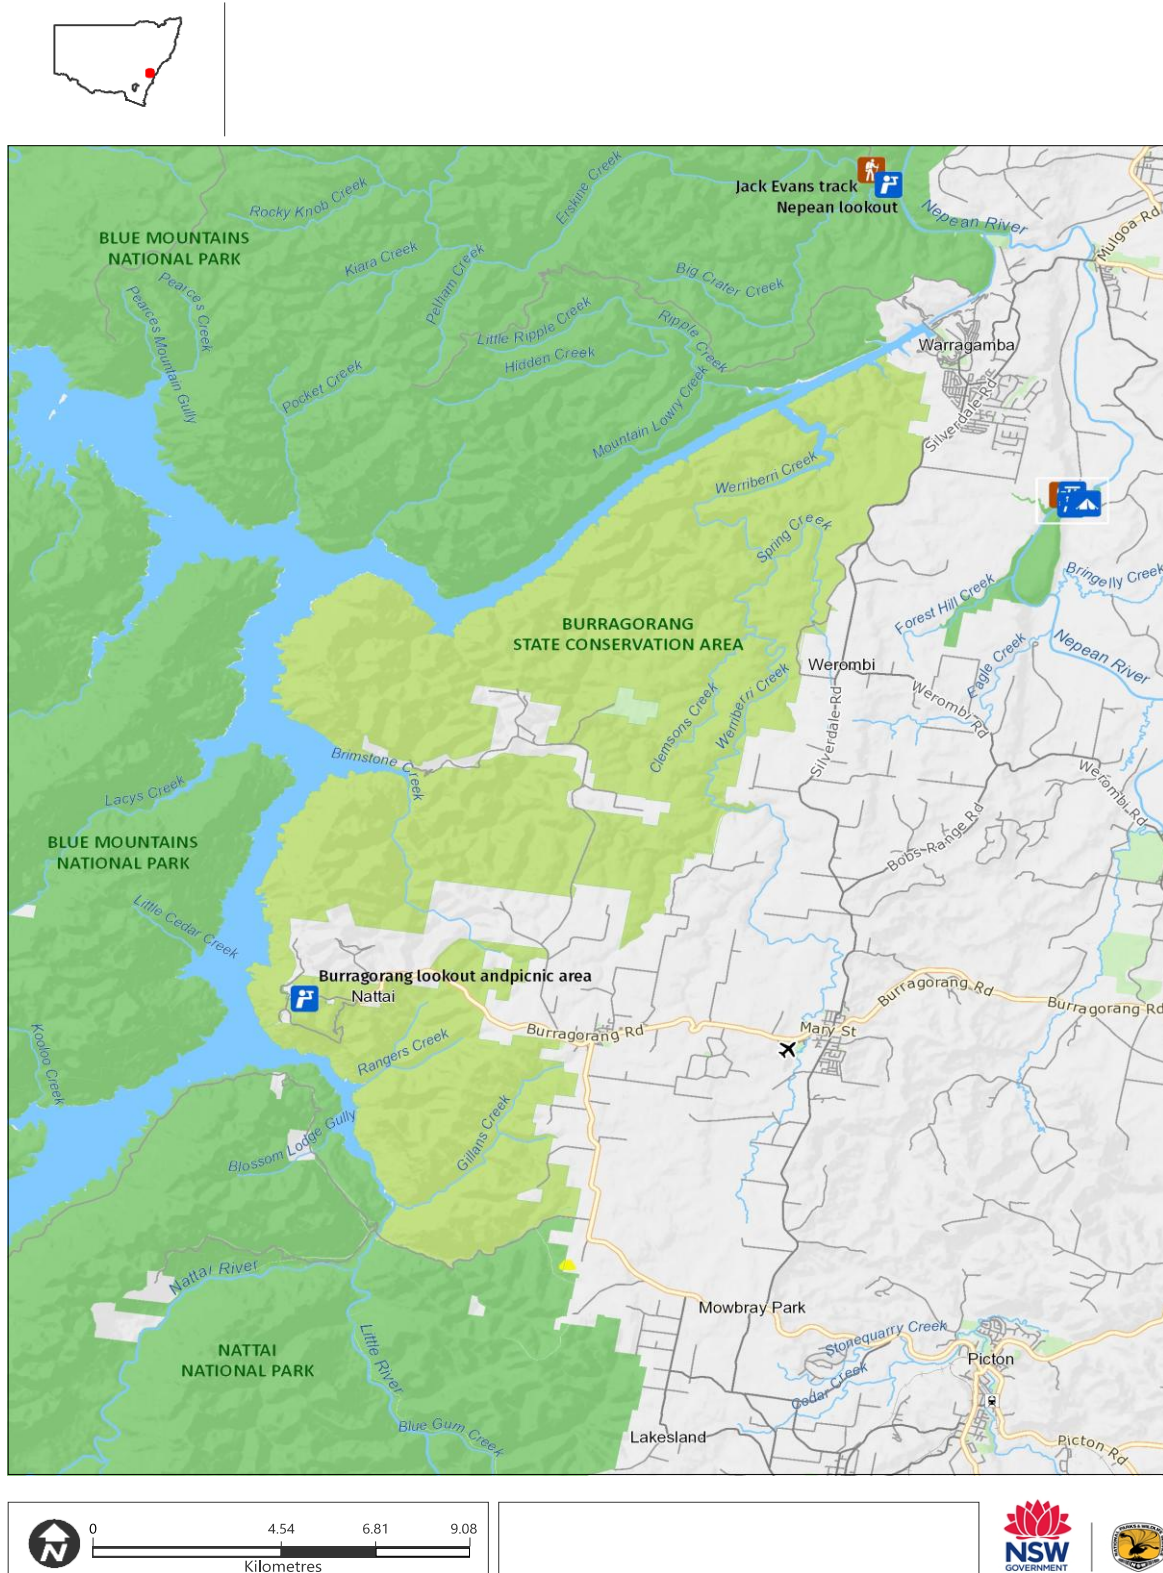 Jack Evans track
Nepean lookout
Nepean River
Mulgoa Rd
Erskine Creek
Rocky Knob Creek
BLUE MOUNTAINS
NATIONAL PARK
Kiara Creek
Pelham Creek
Big Crater Creek
Pearces Creek
Pearces Mountain Gully
Little Ripple Creek
Ripple Creek
Hidden Creek
Warragamba
Pocket Creek
Mountain Lowry Creek
Silverdale Rd
Werriberri Creek
Spring Creek
Bringelly Creek
Forest Hill Creek
BURRAGORANG
STATE CONSERVATION AREA
Nepean River
Eagle Creek
Werombi
Werombi Rd
Clemsons Creek
Werriberri Creek
Silverdale Rd
Brimstone Creek
Lacys Creek
Werombi Rd
BLUE MOUNTAINS
NATIONAL PARK
Bobs Range Rd
Little Cedar Creek
Burragorang lookout andpicnic area
Nattai
Burragorang Rd
Burragorang Rd
Burragorang Rd
Mary St
Kooloo Creek
Rangers Creek
Gillans Creek
Blossom Lodge Gully
Nattai River
Mowbray Park
Stonequarry Creek
Picton
NATTAI
NATIONAL PARK
Little River
Cedar Creek
Blue Gum Creek
Lakesland
Picton Rd
N
0 4.54 6.81 9.08
Kilometres
NSW
GOVERNMENT